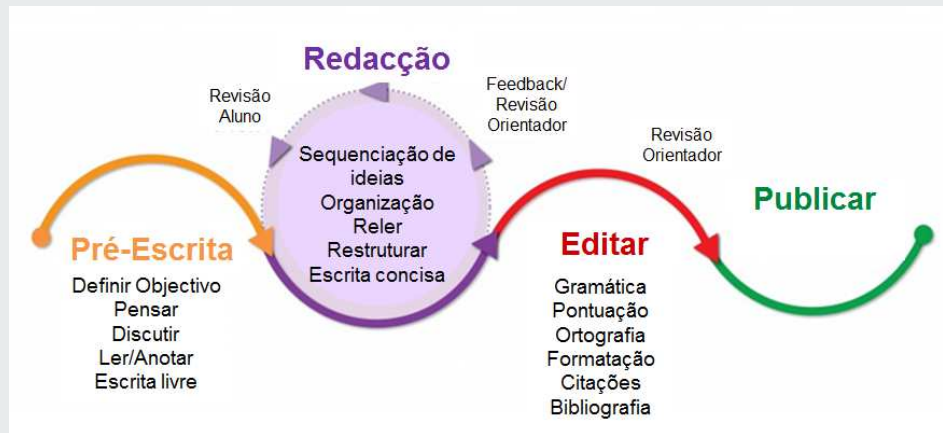 Redacção
Revisão
Aluno
Feedback/
Revisão
Orientador
Sequenciação de
ideias
Organização
Reler
Restruturar
Escrita concisa
Pré-Escrita
Definir Objectivo
Pensar
Discutir
Ler/Anotar
Escrita livre
Editar
Gramática
Pontuação
Ortografia
Formatação
Citações
Bibliografia
Revisão
Orientador
Publicar